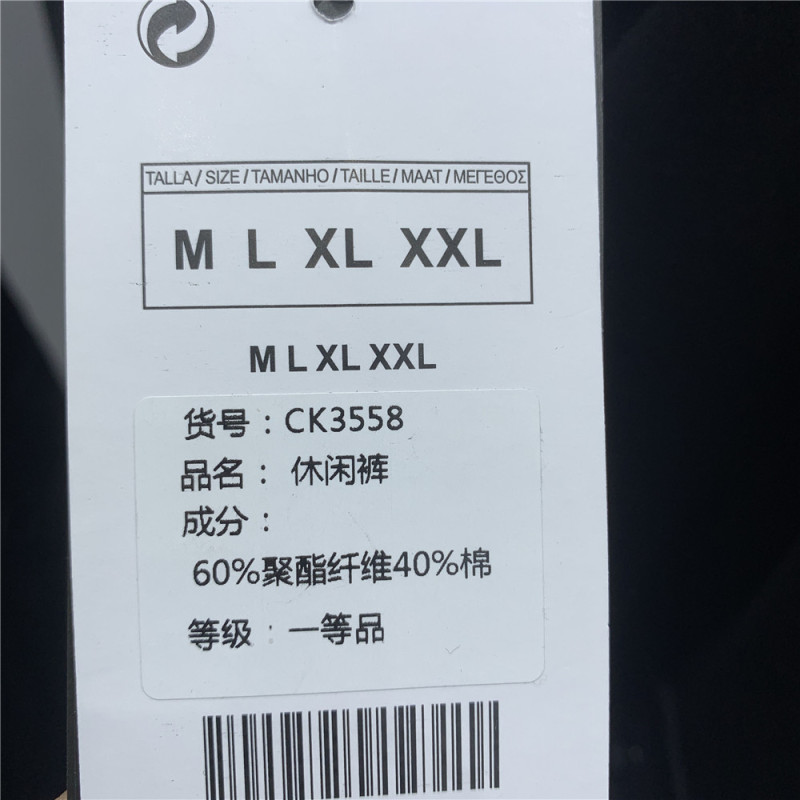 TALLA / SIZE / TAMANHO / TAILLE / MAAT / ΜΕΓΕΘΟΣ
M L XL XXL
M L XL XXL
货号：CK3558
品名： 休闲裤
成分：
60%聚酯纤维40%棉
等级：一等品